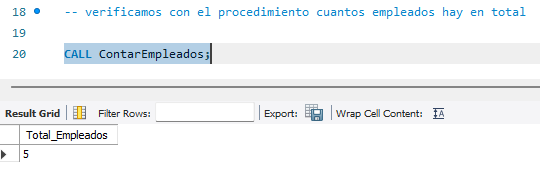 18 -- verificamos con el procedimiento cuantos empleados hay en total
19
20 CALL ContarEmpleados;
Result Grid Filter Rows: Export: Wrap Cell Content: IA
Total_Empleados
5